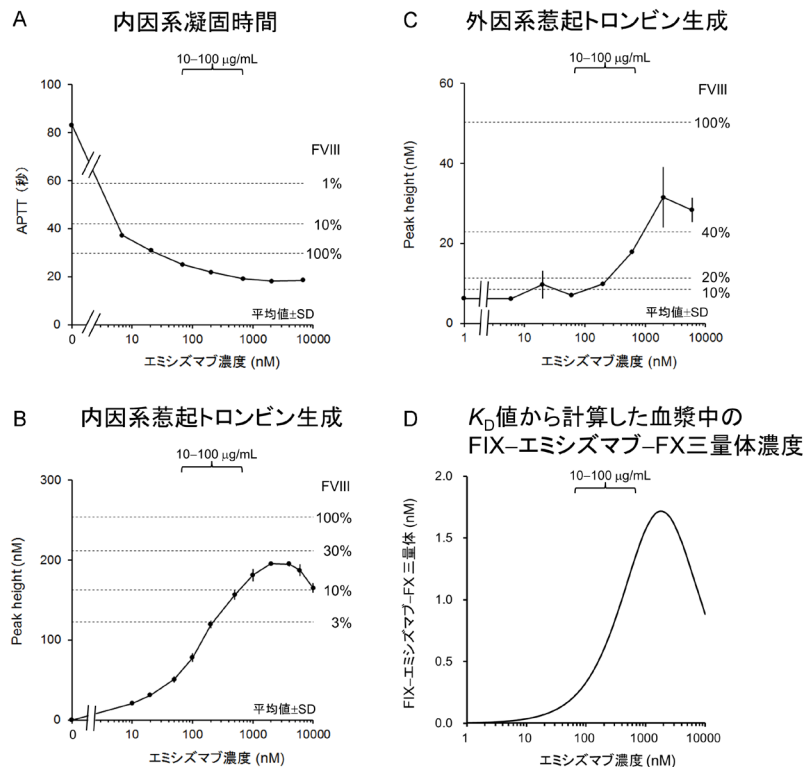 A 内因系凝固時間
10–100 μg/mL
APTT (秒)
100
80
60
40
20
0
FVIII
1%
10%
100%
平均値±SD
0 10 100 1000 10000
エミシズマブ濃度 (nM)
C 外因系惹起トロンビン生成
10–100 μg/mL
Peak height (nM)
60
40
20
0
FVIII
100%
40%
20%
10%
平均値±SD
1 10 100 1000 10000
エミシズマブ濃度 (nM)
B 内因系惹起トロンビン生成
10–100 μg/mL
Peak height (nM)
300
200
100
0
FVIII
100%
30%
10%
3%
平均値±SD
0 10 100 1000 10000
エミシズマブ濃度 (nM)
D KD値から計算した血漿中の
FIX–エミシズマブ–FX三量体濃度
10–100 μg/mL
FIX–エミシズマブ–FX 三量体 (nM)
2.0
1.5
1.0
0.5
0.0
1 10 100 1000 10000
エミシズマブ濃度 (nM)